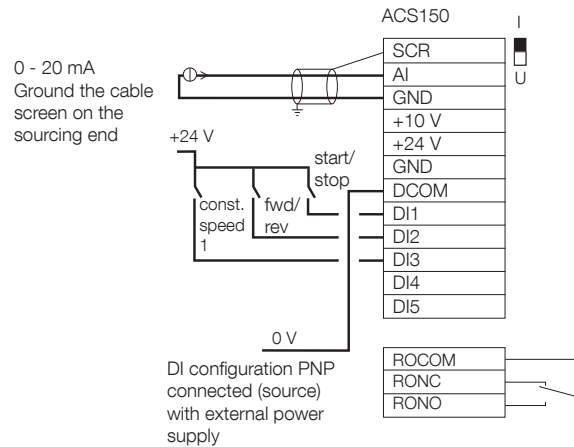 ACS150
I
SCR
0 - 20 mA
Ground the cable
screen on the
sourcing end
AI
U
GND
+10 V
+24 V
+24 V
GND
start/
stop
DCOM
const.
speed
1
fwd/
rev
DI1
DI2
DI3
DI4
DI5
0 V
DI configuration PNP
connected (source)
with external power
supply
ROCOM
RONC
RONO